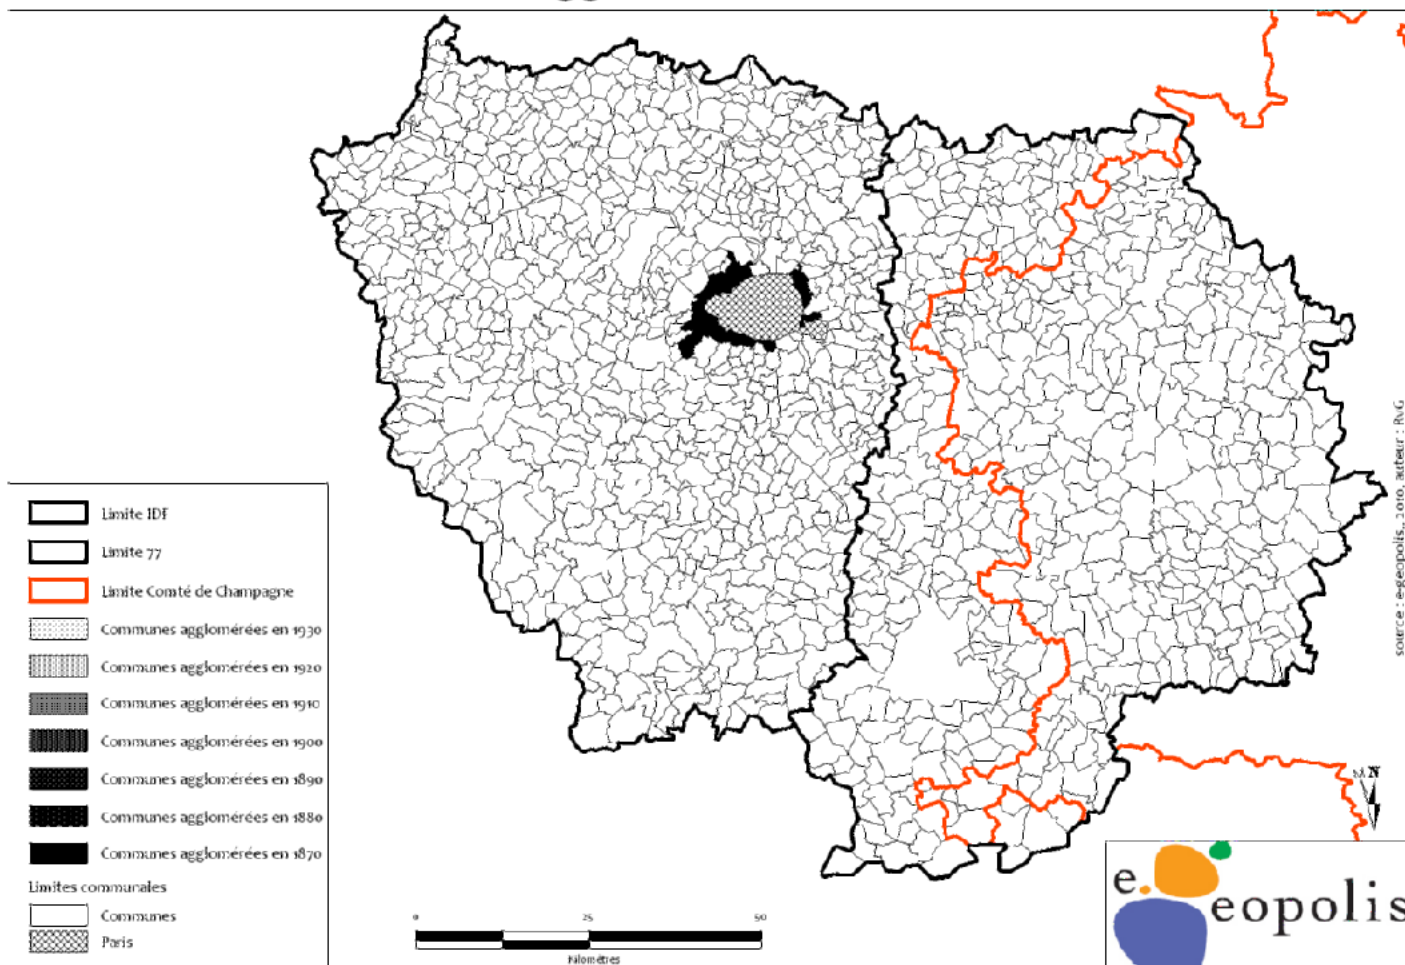 Limite IDF
Limite 77
Limite Comté de Champagne
Communes agglomérées en 1930
Communes agglomérées en 1920
Communes agglomérées en 1910
Communes agglomérées en 1900
Communes agglomérées en 1890
Communes agglomérées en 1880
Communes agglomérées en 1870
Limites communales
Communes
Paris
0 25 50
Kilomètres
source : e-geopolis, 2010, auteur : RvG
N
e.
eopolis